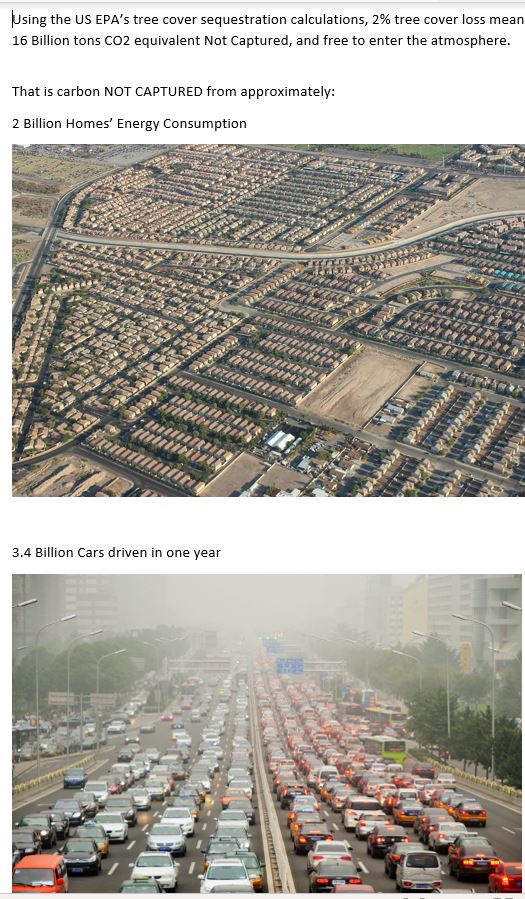 Using the US EPA’s tree cover sequestration calculations, 2% tree cover loss mean
16 Billion tons CO2 equivalent Not Captured, and free to enter the atmosphere.
That is carbon NOT CAPTURED from approximately:
2 Billion Homes’ Energy Consumption
3.4 Billion Cars driven in one year